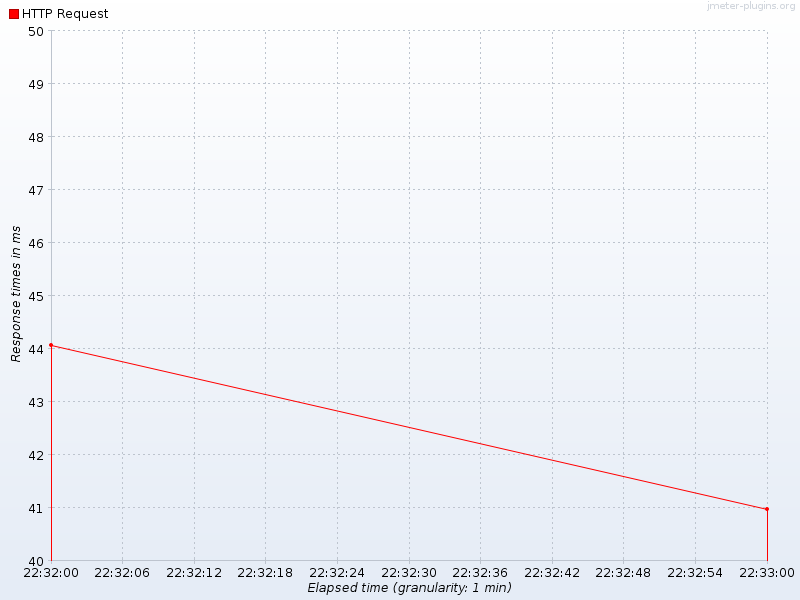 jmeter-plugins.org
HTTP Request
50
49
48
47
46
45
44
43
42
41
40
Response times in ms
22:32:00 22:32:06 22:32:12 22:32:18 22:32:24 22:32:30 22:32:36 22:32:42 22:32:48 22:32:54 22:33:00
Elapsed time (granularity: 1 min)